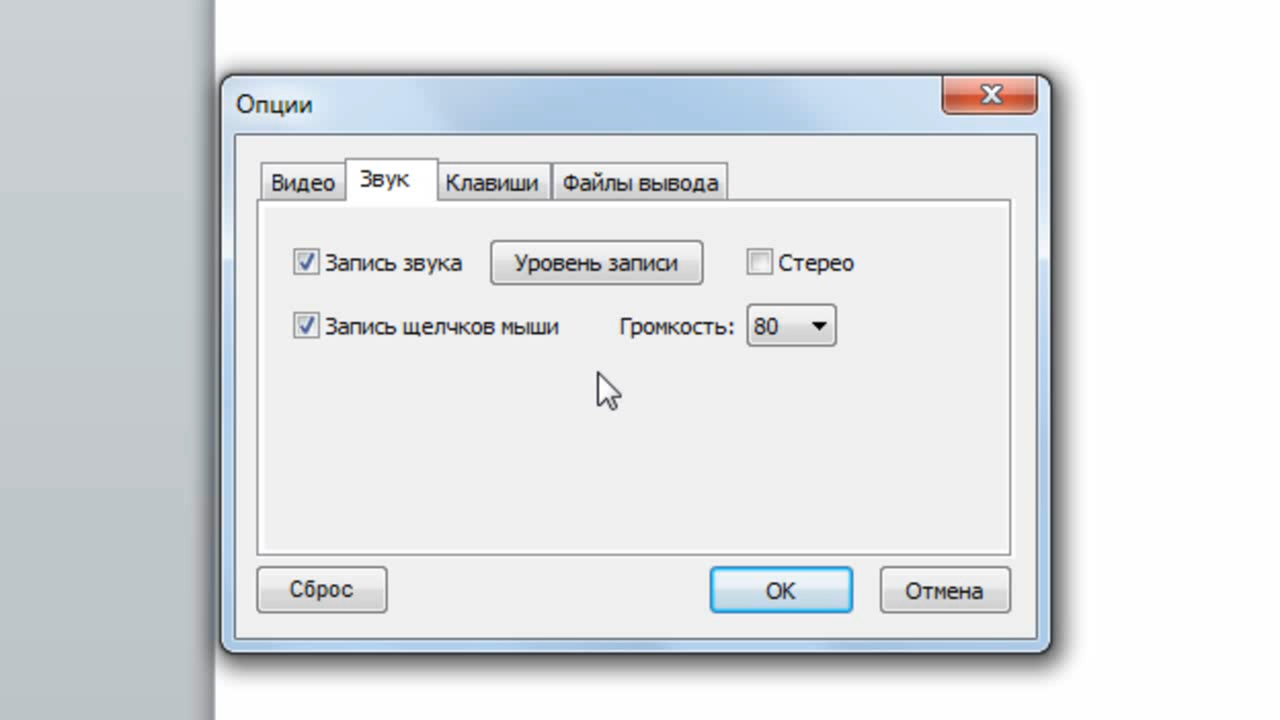 Опции
Видео Звук Клавиши Файлы вывода
Запись звука Уровень записи Стерео
Запись щелчков мыши Громкость: 80
Сброс OK Отмена